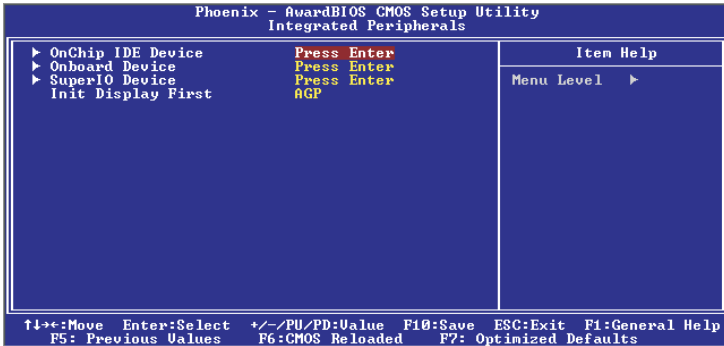 Phoenix - AwardBIOS CMOS Setup Utility
Integrated Peripherals
OnChip IDE Device Press Enter
Onboard Device Press Enter
SuperIO Device Press Enter
Init Display First AGP
Item Help
Menu Level
↑↓→←:Move Enter:Select +/-/PU/PD:Value F10:Save ESC:Exit F1:General Help
F5: Previous Values F6:CMOS Reloaded F7: Optimized Defaults